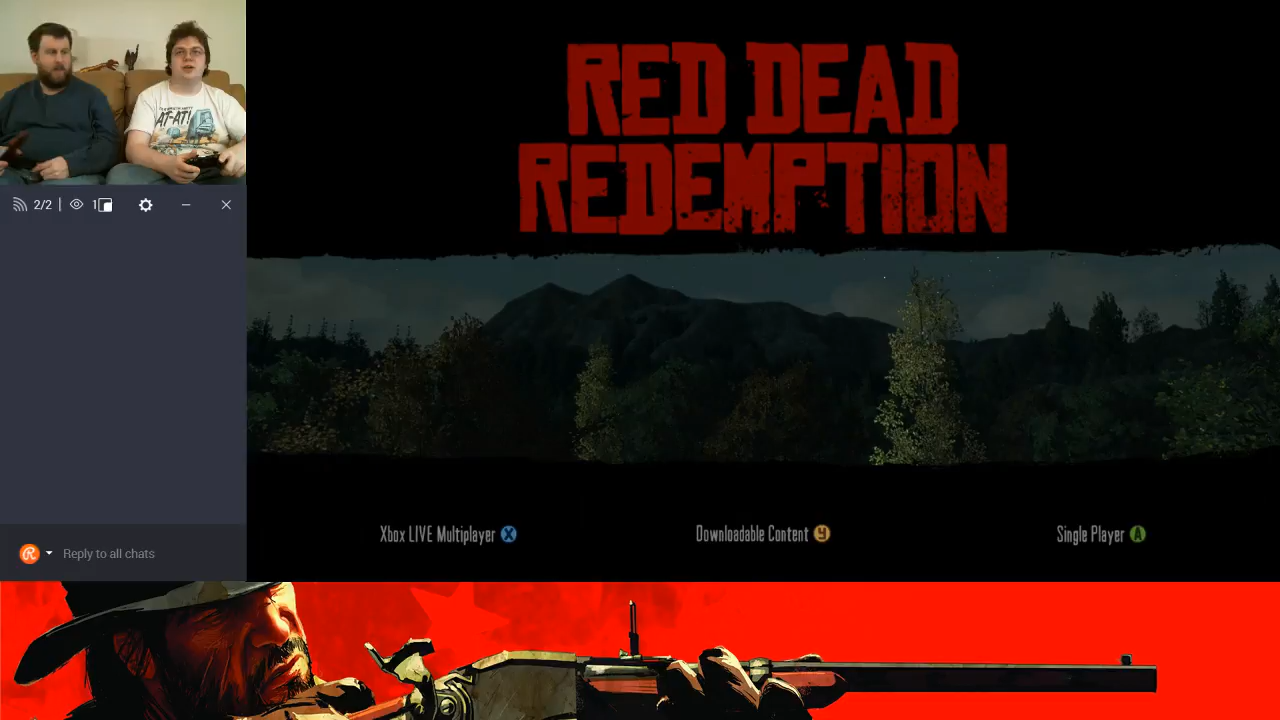 AT-AT!
2/2
1
Reply to all chats
RED DEAD
REDEMPTION
Xbox LIVE Multiplayer X
Downloadable Content Y
Single Player A